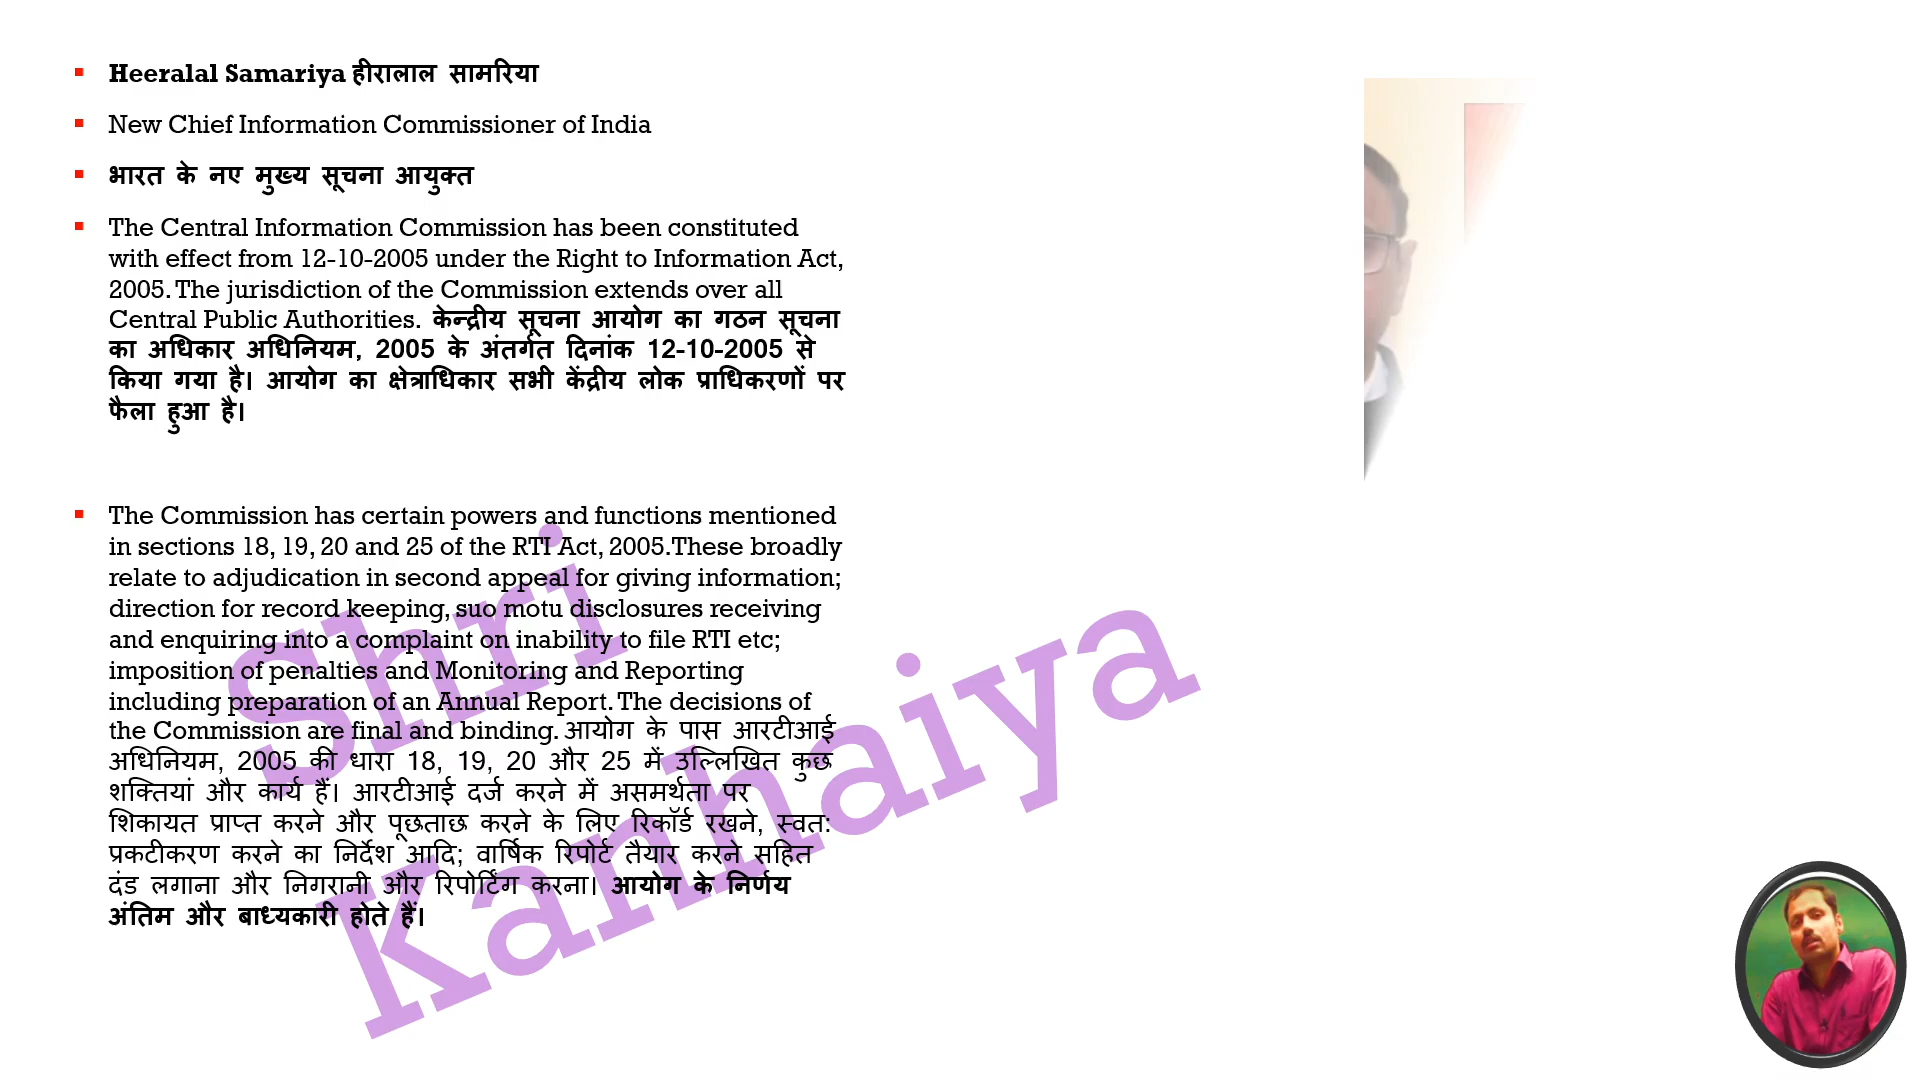 Heeralal Samariya हीरालाल सामरिया
New Chief Information Commissioner of India
भारत के नए मुख्य सूचना आयुक्त
The Central Information Commission has been constituted
with effect from 12-10-2005 under the Right to Information Act,
2005. The jurisdiction of the Commission extends over all
Central Public Authorities. केन्द्रीय सूचना आयोग का गठन सूचना
का अधिकार अधिनियम, 2005 के अंतर्गत दिनांक 12-10-2005 से
किया गया है। आयोग का क्षेत्राधिकार सभी केंद्रीय लोक प्राधिकरणों पर
फैला हुआ है।
The Commission has certain powers and functions mentioned
in sections 18, 19, 20 and 25 of the RTI Act, 2005.These broadly
relate to adjudication in second appeal for giving information;
direction for record keeping, suo motu disclosures receiving
and enquiring into a complaint on inability to file RTI etc;
imposition of penalties and Monitoring and Reporting
including preparation of an Annual Report. The decisions of
the Commission are final and binding. आयोग के पास आरटीआई
अधिनियम, 2005 की धारा 18, 19, 20 और 25 में उल्लिखित कुछ
शक्तियां और कार्य हैं। आरटीआई दर्ज करने में असमर्थता पर
शिकायत प्राप्त करने और पूछताछ करने के लिए रिकॉर्ड रखने, स्वत:
प्रकटीकरण करने का निर्देश आदि; वार्षिक रिपोर्ट तैयार करने सहित
दंड लगाना और निगरानी और रिपोर्टिंग करना। आयोग के निर्णय
अंतिम और बाध्यकारी होते हैं।
Shri
Kanhaiya